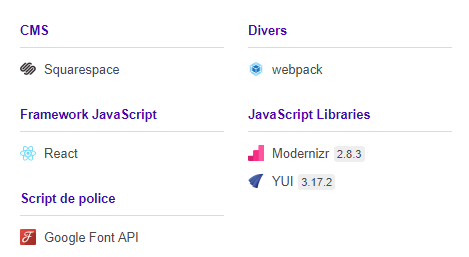 CMS
Squarespace
Framework JavaScript
React
Script de police
Google Font API
Divers
webpack
JavaScript Libraries
Modernizr 2.8.3
YUI 3.17.2